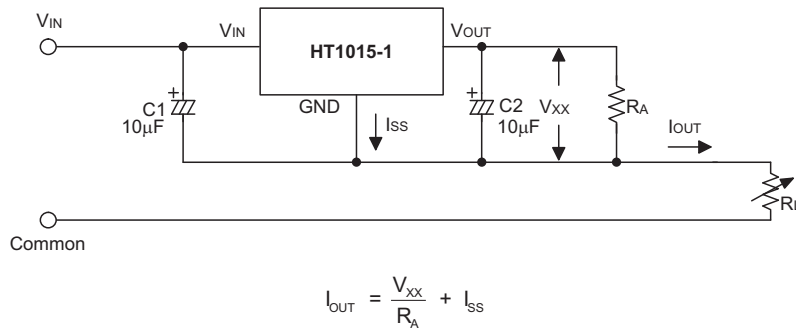 VIN
VIN
HT1015-1
VOUT
GND
C1
10μF
ISS
C2
10μF
VXX
RA
IOUT
Common
IOUT = VXX / RA + ISS